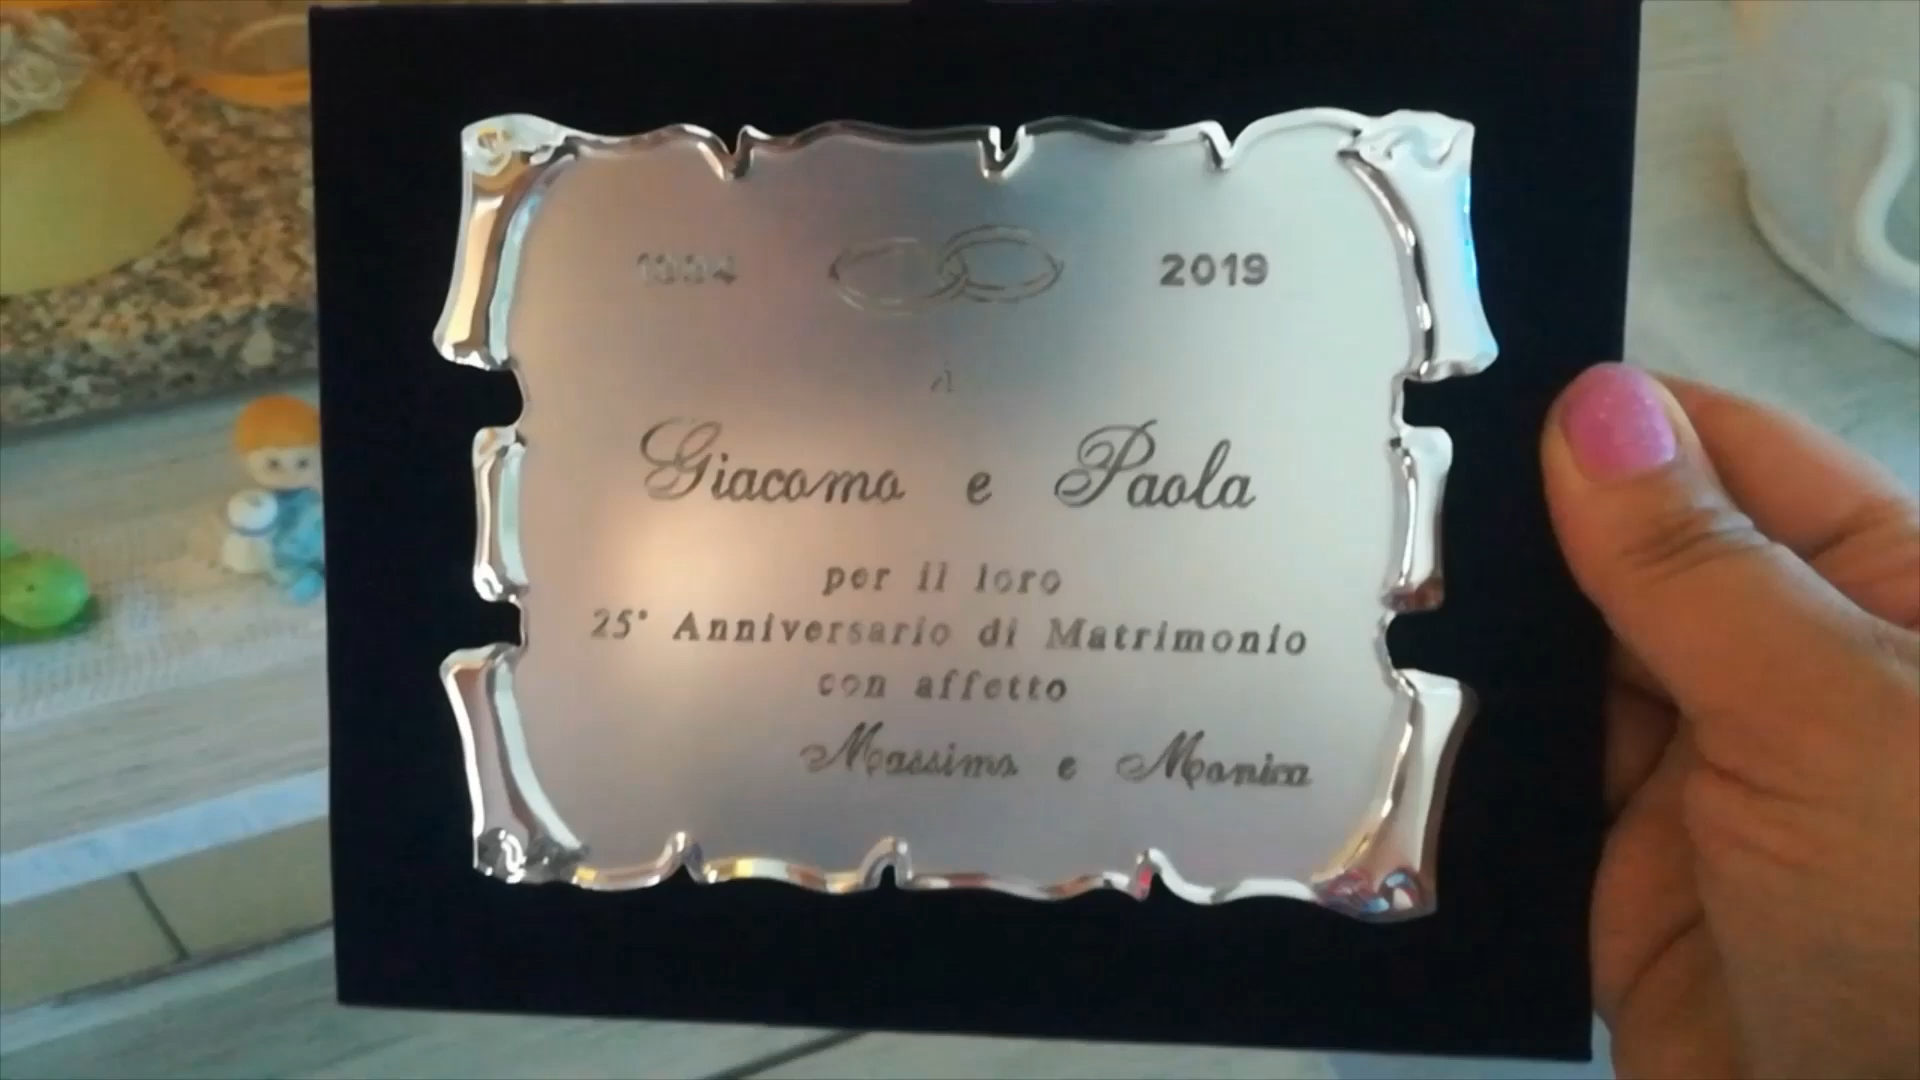 1994 2019
A
Giacomo e Paola
per il loro
25° Anniversario di Matrimonio
con affetto
Massimo e Monica